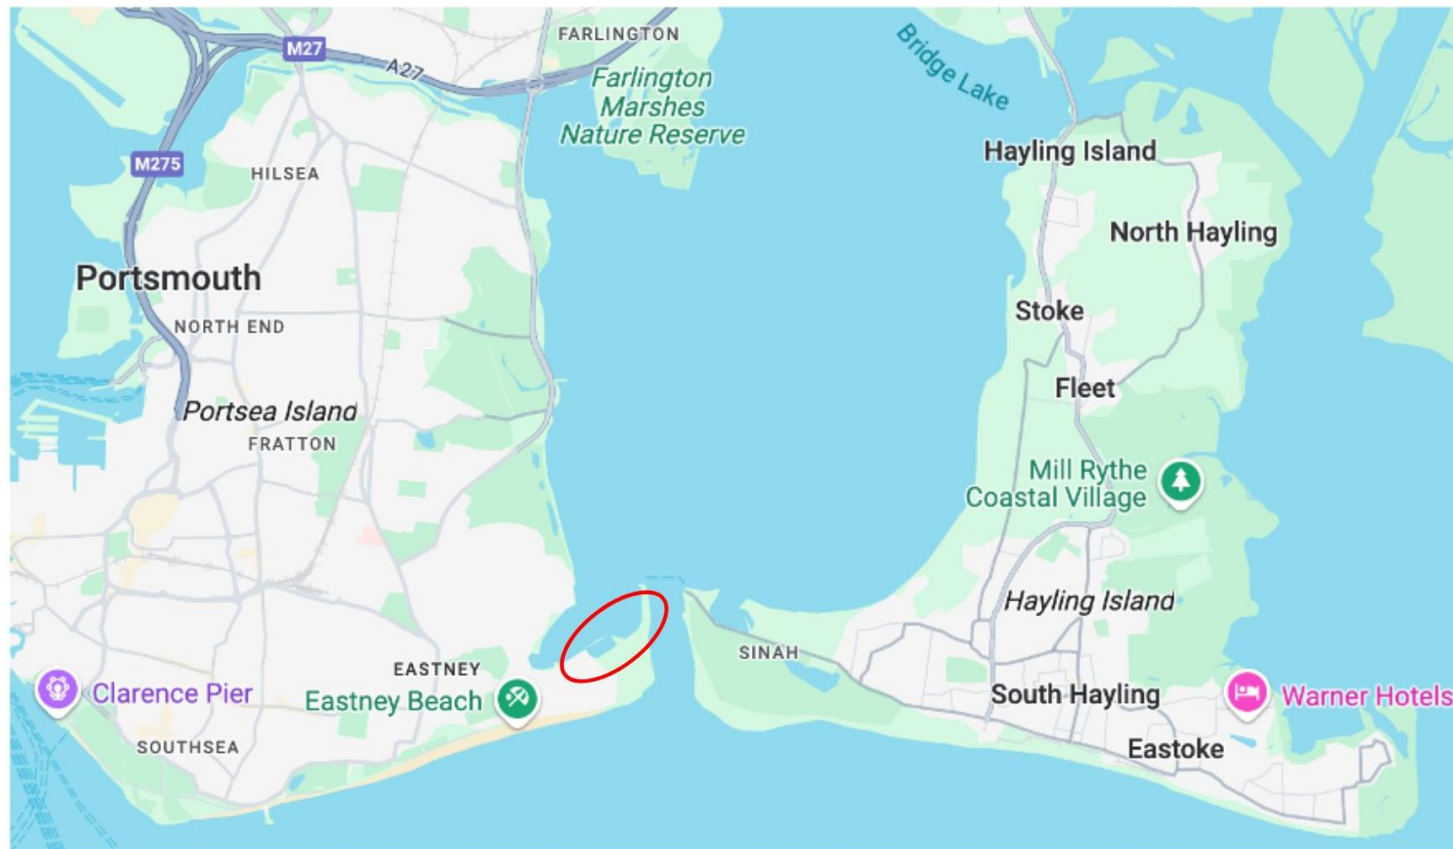 FARLINGTON
M27
A27
Bridge Lake
Farlington
Marshes
Nature Reserve
M275
HILSEA
Hayling Island
North Hayling
Portsmouth
Stoke
NORTH END
Fleet
Portsea Island
FRATTON
Mill Rythe
Coastal Village
Hayling Island
SINAH
EASTNEY
Eastney Beach
Clarence Pier
South Hayling
Warner Hotels
SOUTHSEA
Eastoke